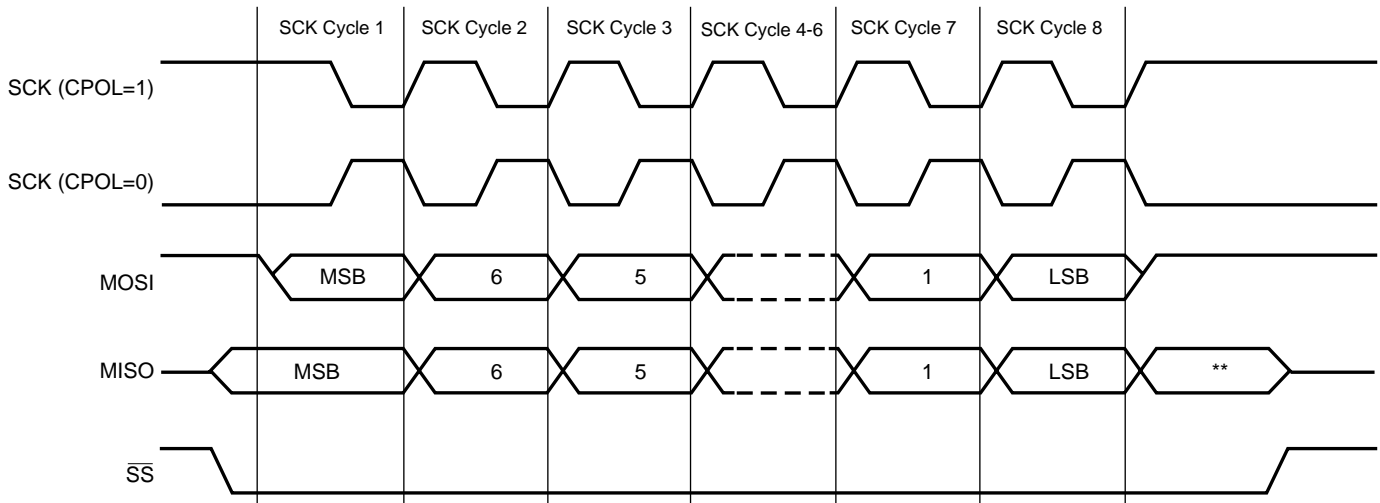 SCK Cycle 1 SCK Cycle 2 SCK Cycle 3 SCK Cycle 4-6 SCK Cycle 7 SCK Cycle 8
SCK (CPOL=1)
SCK (CPOL=0)
MOSI MSB 6 5 1 LSB
MISO MSB 6 5 1 LSB **
S̅S̅